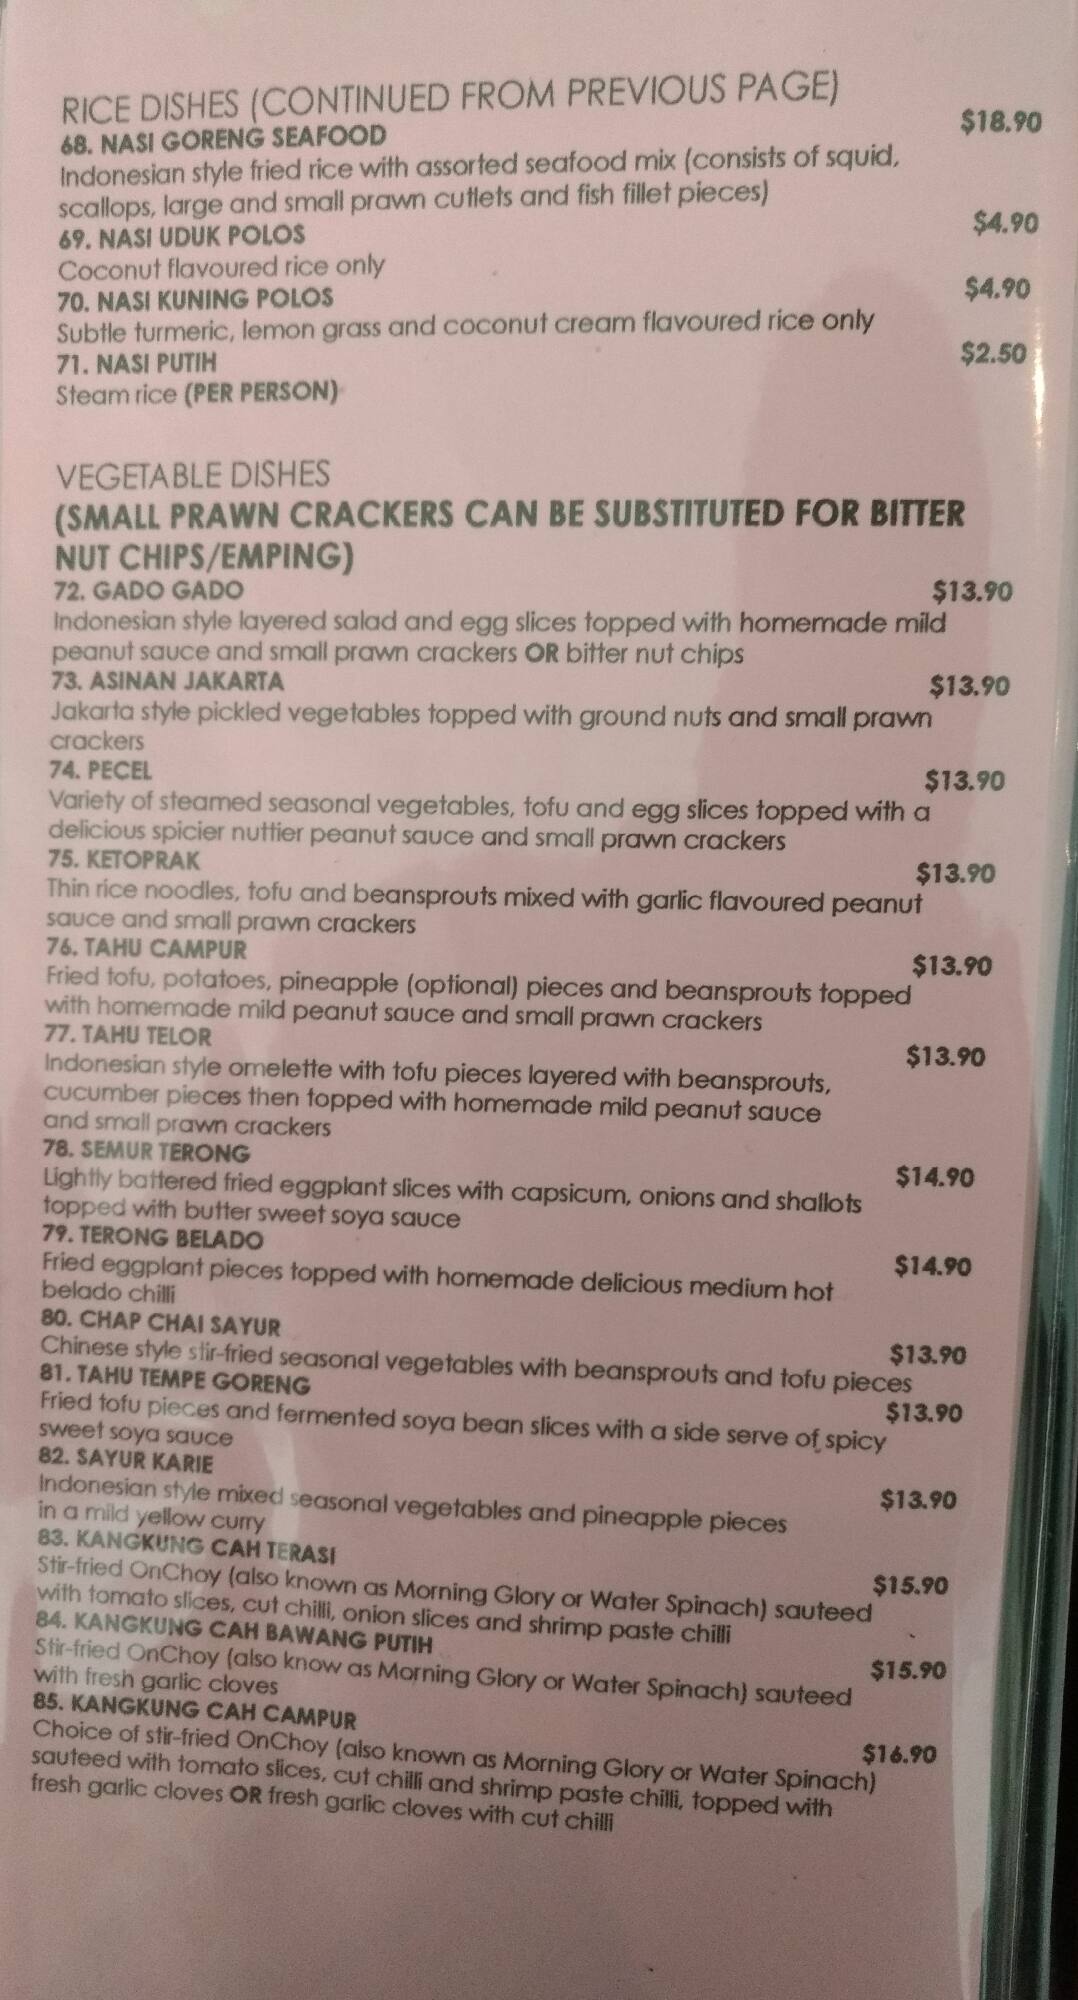 RICE DISHES (CONTINUED FROM PREVIOUS PAGE)
68. NASI GORENG SEAFOOD $18.90
Indonesian style fried rice with assorted seafood mix (consists of squid,
scallops, large and small prawn cutlets and fish fillet pieces)
69. NASI UDUK POLOS $4.90
Coconut flavoured rice only
70. NASI KUNING POLOS $4.90
Subtle turmeric, lemon grass and coconut cream flavoured rice only
71. NASI PUTIH $2.50
Steam rice (PER PERSON)
VEGETABLE DISHES
(SMALL PRAWN CRACKERS CAN BE SUBSTITUTED FOR BITTER
NUT CHIPS/EMPING)
72. GADO GADO $13.90
Indonesian style layered salad and egg slices topped with homemade mild
peanut sauce and small prawn crackers OR bitter nut chips
73. ASINAN JAKARTA $13.90
Jakarta style pickled vegetables topped with ground nuts and small prawn
crackers
74. PECEL $13.90
Variety of steamed seasonal vegetables, tofu and egg slices topped with a
delicious spicier nuttier peanut sauce and small prawn crackers
75. KETOPRAK $13.90
Thin rice noodles, tofu and beansprouts mixed with garlic flavoured peanut
sauce and small prawn crackers
76. TAHU CAMPUR $13.90
Fried tofu, potatoes, pineapple (optional) pieces and beansprouts topped
with homemade mild peanut sauce and small prawn crackers
77. TAHU TELOR $13.90
Indonesian style omelette with tofu pieces layered with beansprouts,
cucumber pieces then topped with homemade mild peanut sauce
and small prawn crackers
78. SEMUR TERONG $14.90
Lightly battered fried eggplant slices with capsicum, onions and shallots
topped with butter sweet soya sauce
79. TERONG BELADO $14.90
Fried eggplant pieces topped with homemade delicious medium hot
belado chilli
80. CHAP CHAI SAYUR $13.90
Chinese style stir-fried seasonal vegetables with beansprouts and tofu pieces
81. TAHU TEMPE GORENG $13.90
Fried tofu pieces and fermented soya bean slices with a side serve of spicy
sweet soya sauce
82. SAYUR KARIE $13.90
Indonesian style mixed seasonal vegetables and pineapple pieces
in a mild yellow curry
83. KANGKUNG CAH TERASI $15.90
Stir-fried OnChoy (also known as Morning Glory or Water Spinach) sauteed
with tomato slices, cut chilli, onion slices and shrimp paste chilli
84. KANGKUNG CAH BAWANG PUTIH $15.90
Stir-fried OnChoy (also know as Morning Glory or Water Spinach) sauteed
with fresh garlic cloves
85. KANGKUNG CAH CAMPUR $16.90
Choice of stir-fried OnChoy (also known as Morning Glory or Water Spinach)
sauteed with tomato slices, cut chilli and shrimp paste chilli, topped with
fresh garlic cloves OR fresh garlic cloves with cut chilli